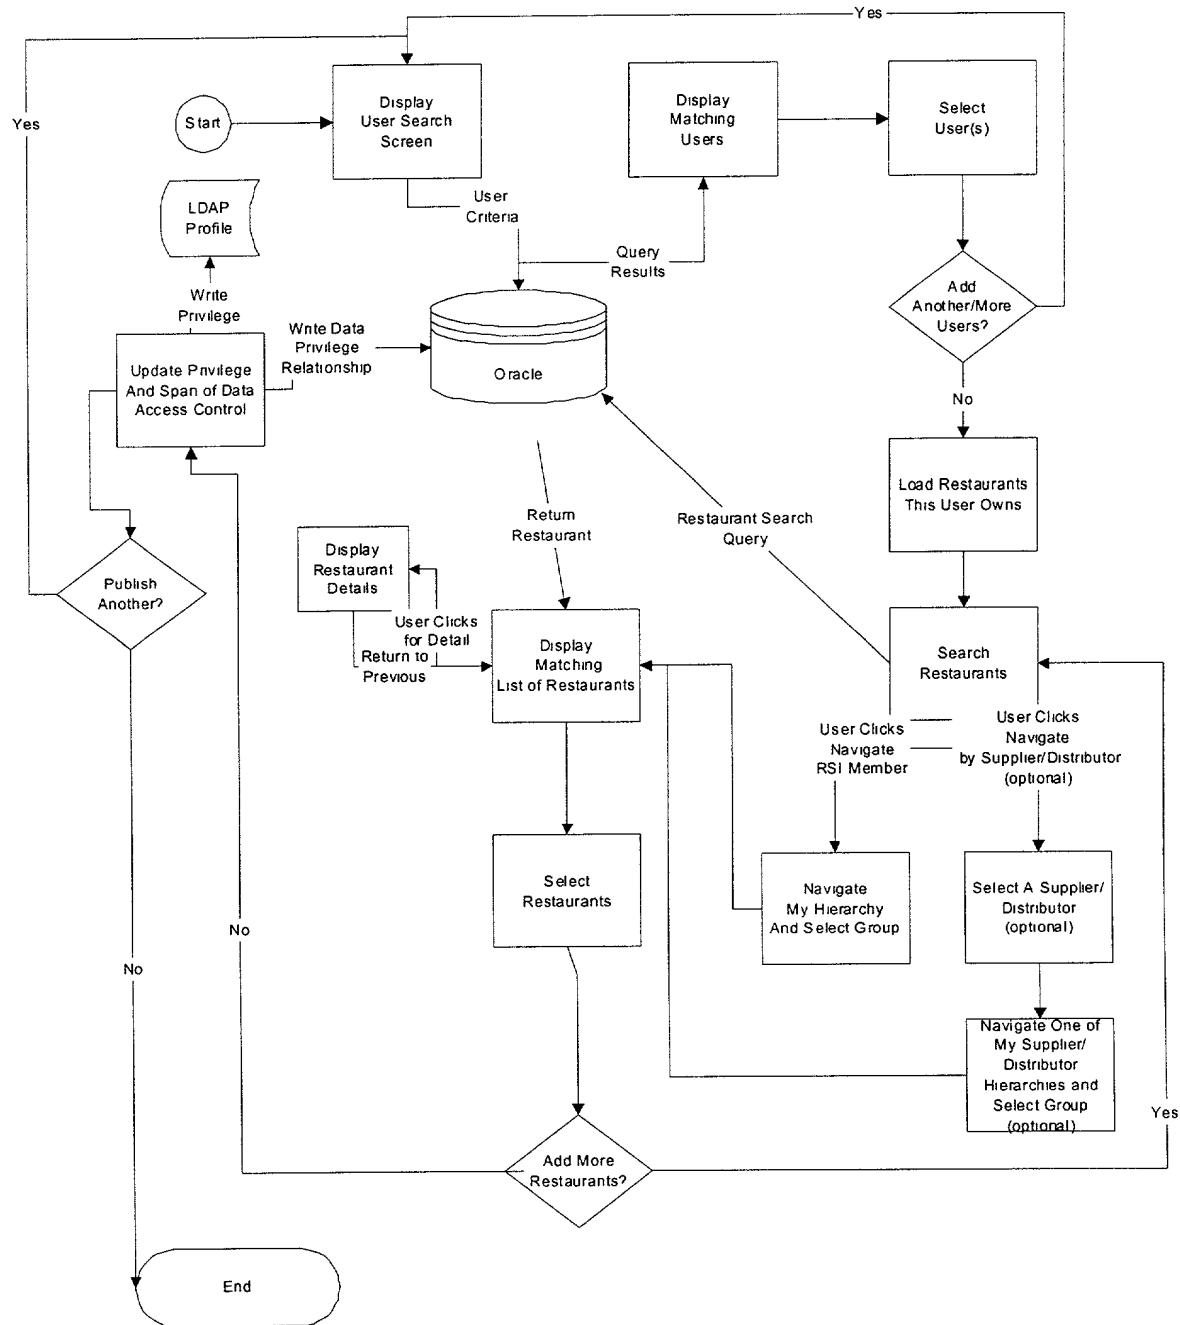 Yes
Display
User Search
Screen
Display
Matching
Users
Select
User(s)
Start
Yes
LDAP
Profile
User
Criteria
Query
Results
Add
Another/More
Users?
Write
Privilege
Write Data
Privilege
Relationship
Update Privilege
And Span of Data
Access Control
Oracle
No
Load Restaurants
This User Owns
Return
Restaurant
Restaurant Search
Query
Display
Restaurant
Details
Publish
Another?
User Clicks
for Detail
Return to
Previous
Display
Matching
List of Restaurants
Search
Restaurants
User Clicks
Navigate
RSI Member
User Clicks
Navigate
by Supplier/Distributor
(optional)
Select
Restaurants
Navigate
My Hierarchy
And Select Group
Select A Supplier/
Distributor
(optional)
No
No
Navigate One of
My Supplier/
Distributor
Hierarchies and
Select Group
(optional)
Yes
Add More
Restaurants?
End